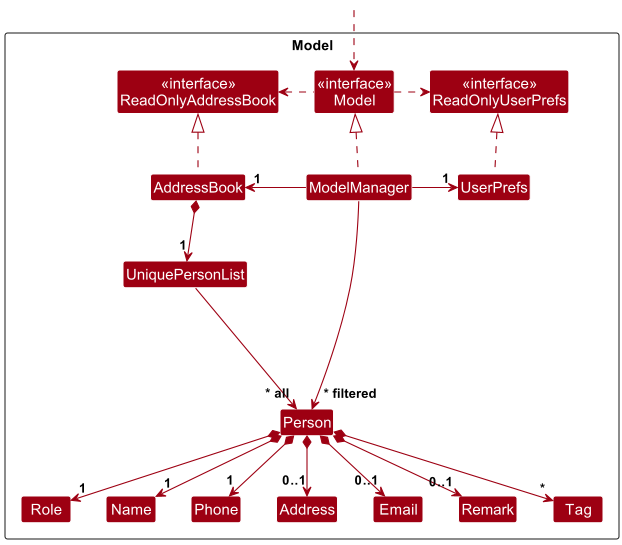 Model
«interface»
ReadOnlyAddressBook
«interface»
Model
«interface»
ReadOnlyUserPrefs
AddressBook
1
ModelManager
1
UserPrefs
1
UniquePersonList
* all
* filtered
Person
1
1
1
0..1
0..1
0..1
*
Role
Name
Phone
Address
Email
Remark
Tag